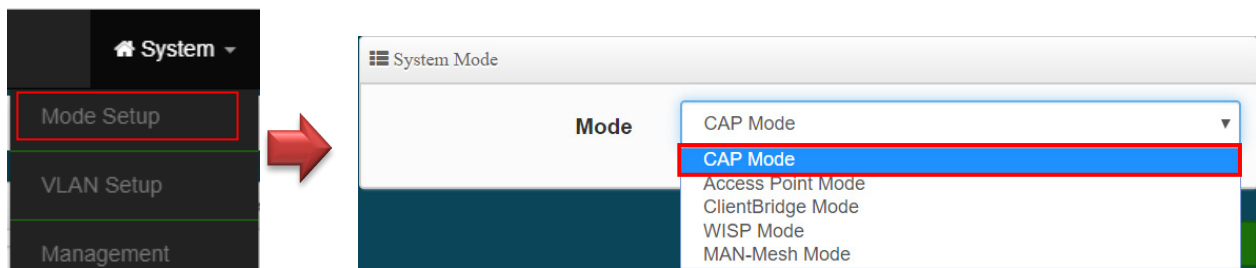 System
Mode Setup
VLAN Setup
Management
System Mode
Mode
CAP Mode
CAP Mode
Access Point Mode
ClientBridge Mode
WISP Mode
MAN-Mesh Mode